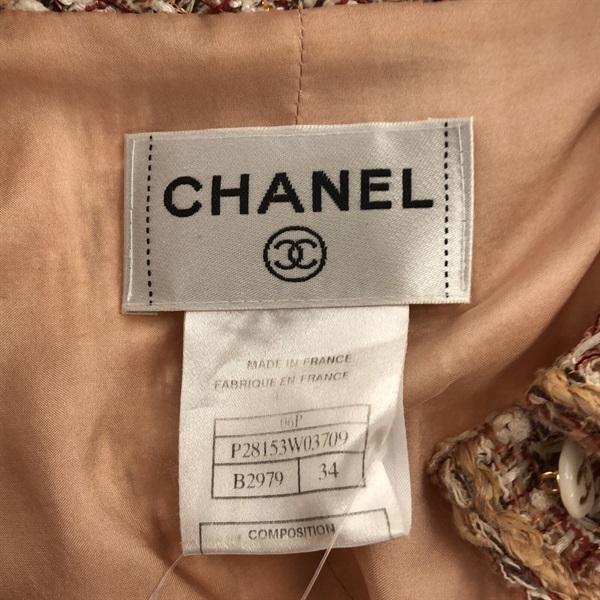 CHANEL
MADE IN FRANCE
FABRIQUE EN FRANCE
06P
P28153W03709
B2979 34
COMPOSITION